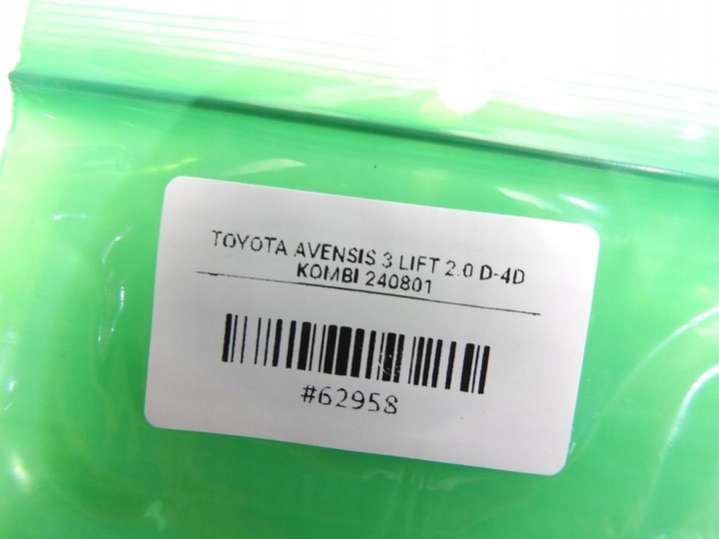 TOYOTA AVENSIS 3 LIFT 2.0 D-4D
KOMBI 240801
#62958